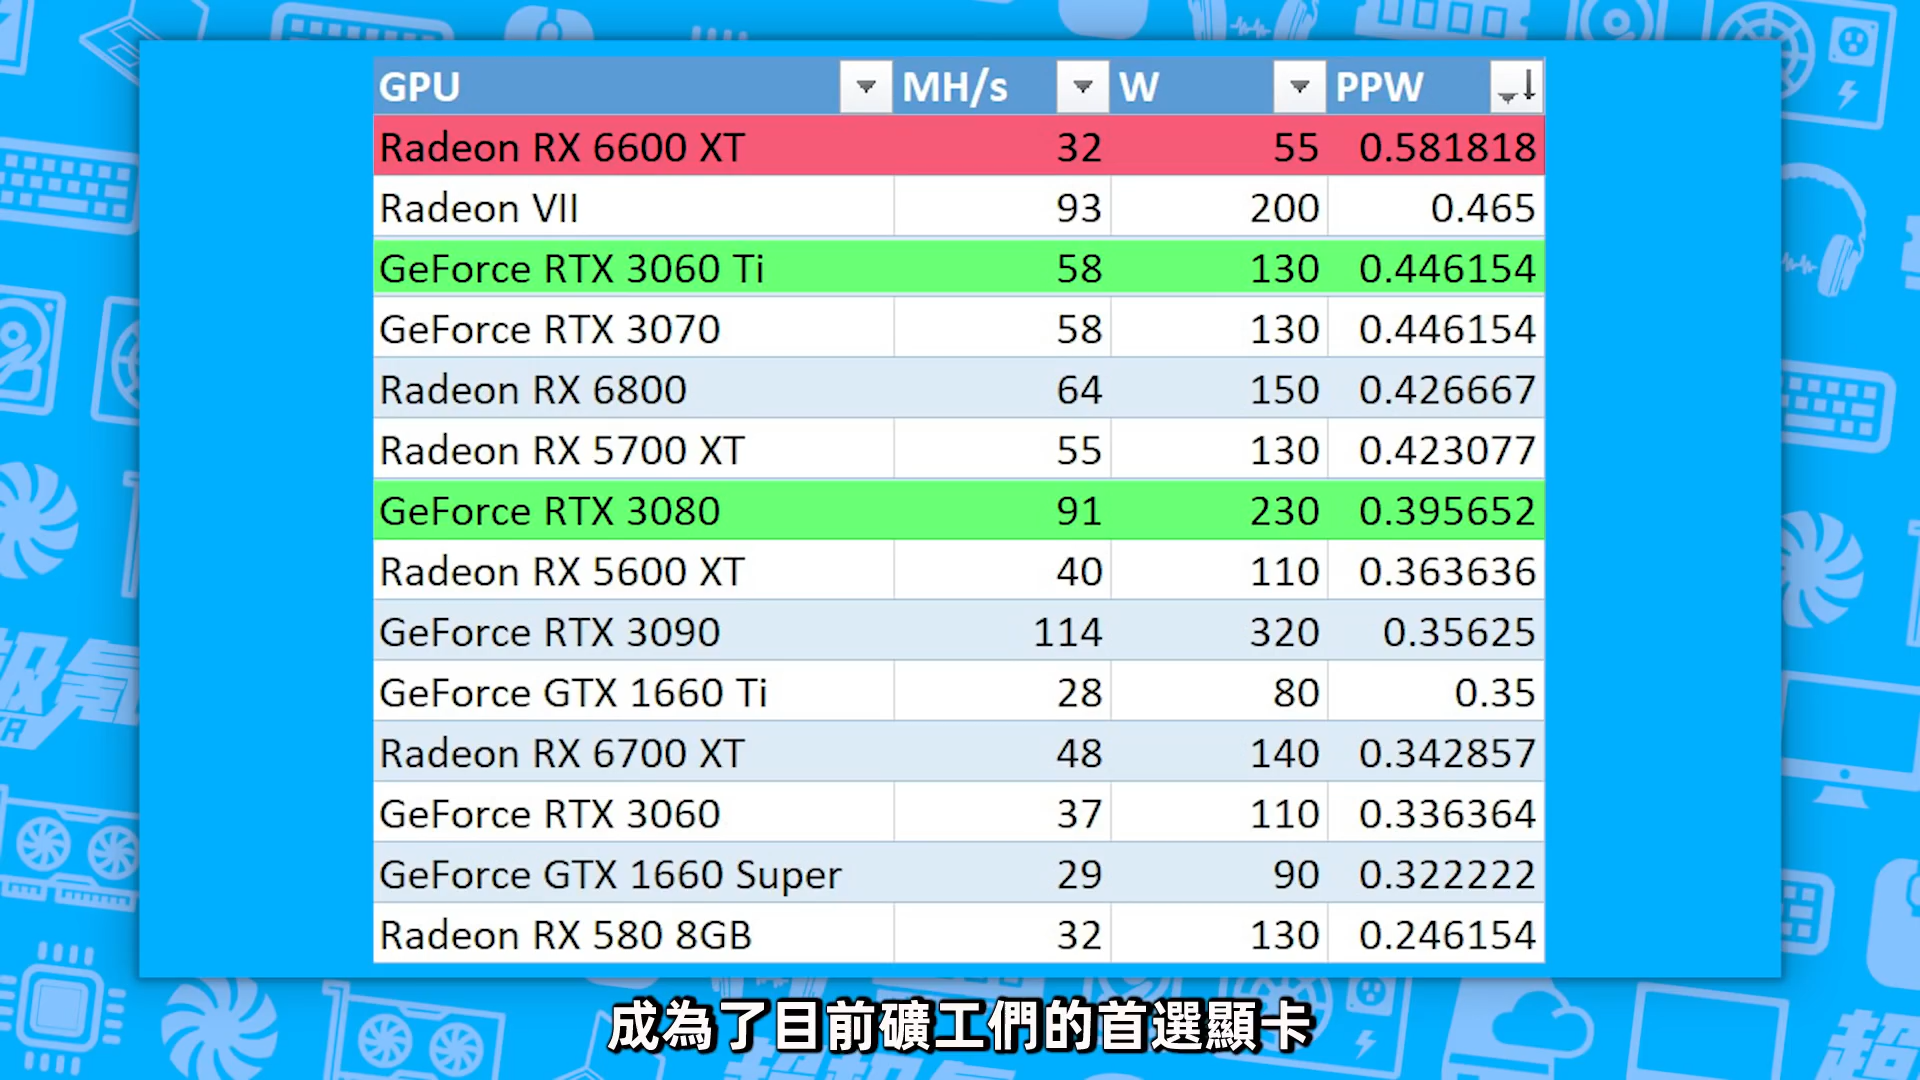 GPU MH/s W PPW
Radeon RX 6600 XT 32 55 0.581818
Radeon VII 93 200 0.465
GeForce RTX 3060 Ti 58 130 0.446154
GeForce RTX 3070 58 130 0.446154
Radeon RX 6800 64 150 0.426667
Radeon RX 5700 XT 55 130 0.423077
GeForce RTX 3080 91 230 0.395652
Radeon RX 5600 XT 40 110 0.363636
GeForce RTX 3090 114 320 0.35625
GeForce GTX 1660 Ti 28 80 0.35
Radeon RX 6700 XT 48 140 0.342857
GeForce RTX 3060 37 110 0.336364
GeForce GTX 1660 Super 29 90 0.322222
Radeon RX 580 8GB 32 130 0.246154
成為了目前礦工們的首選顯卡